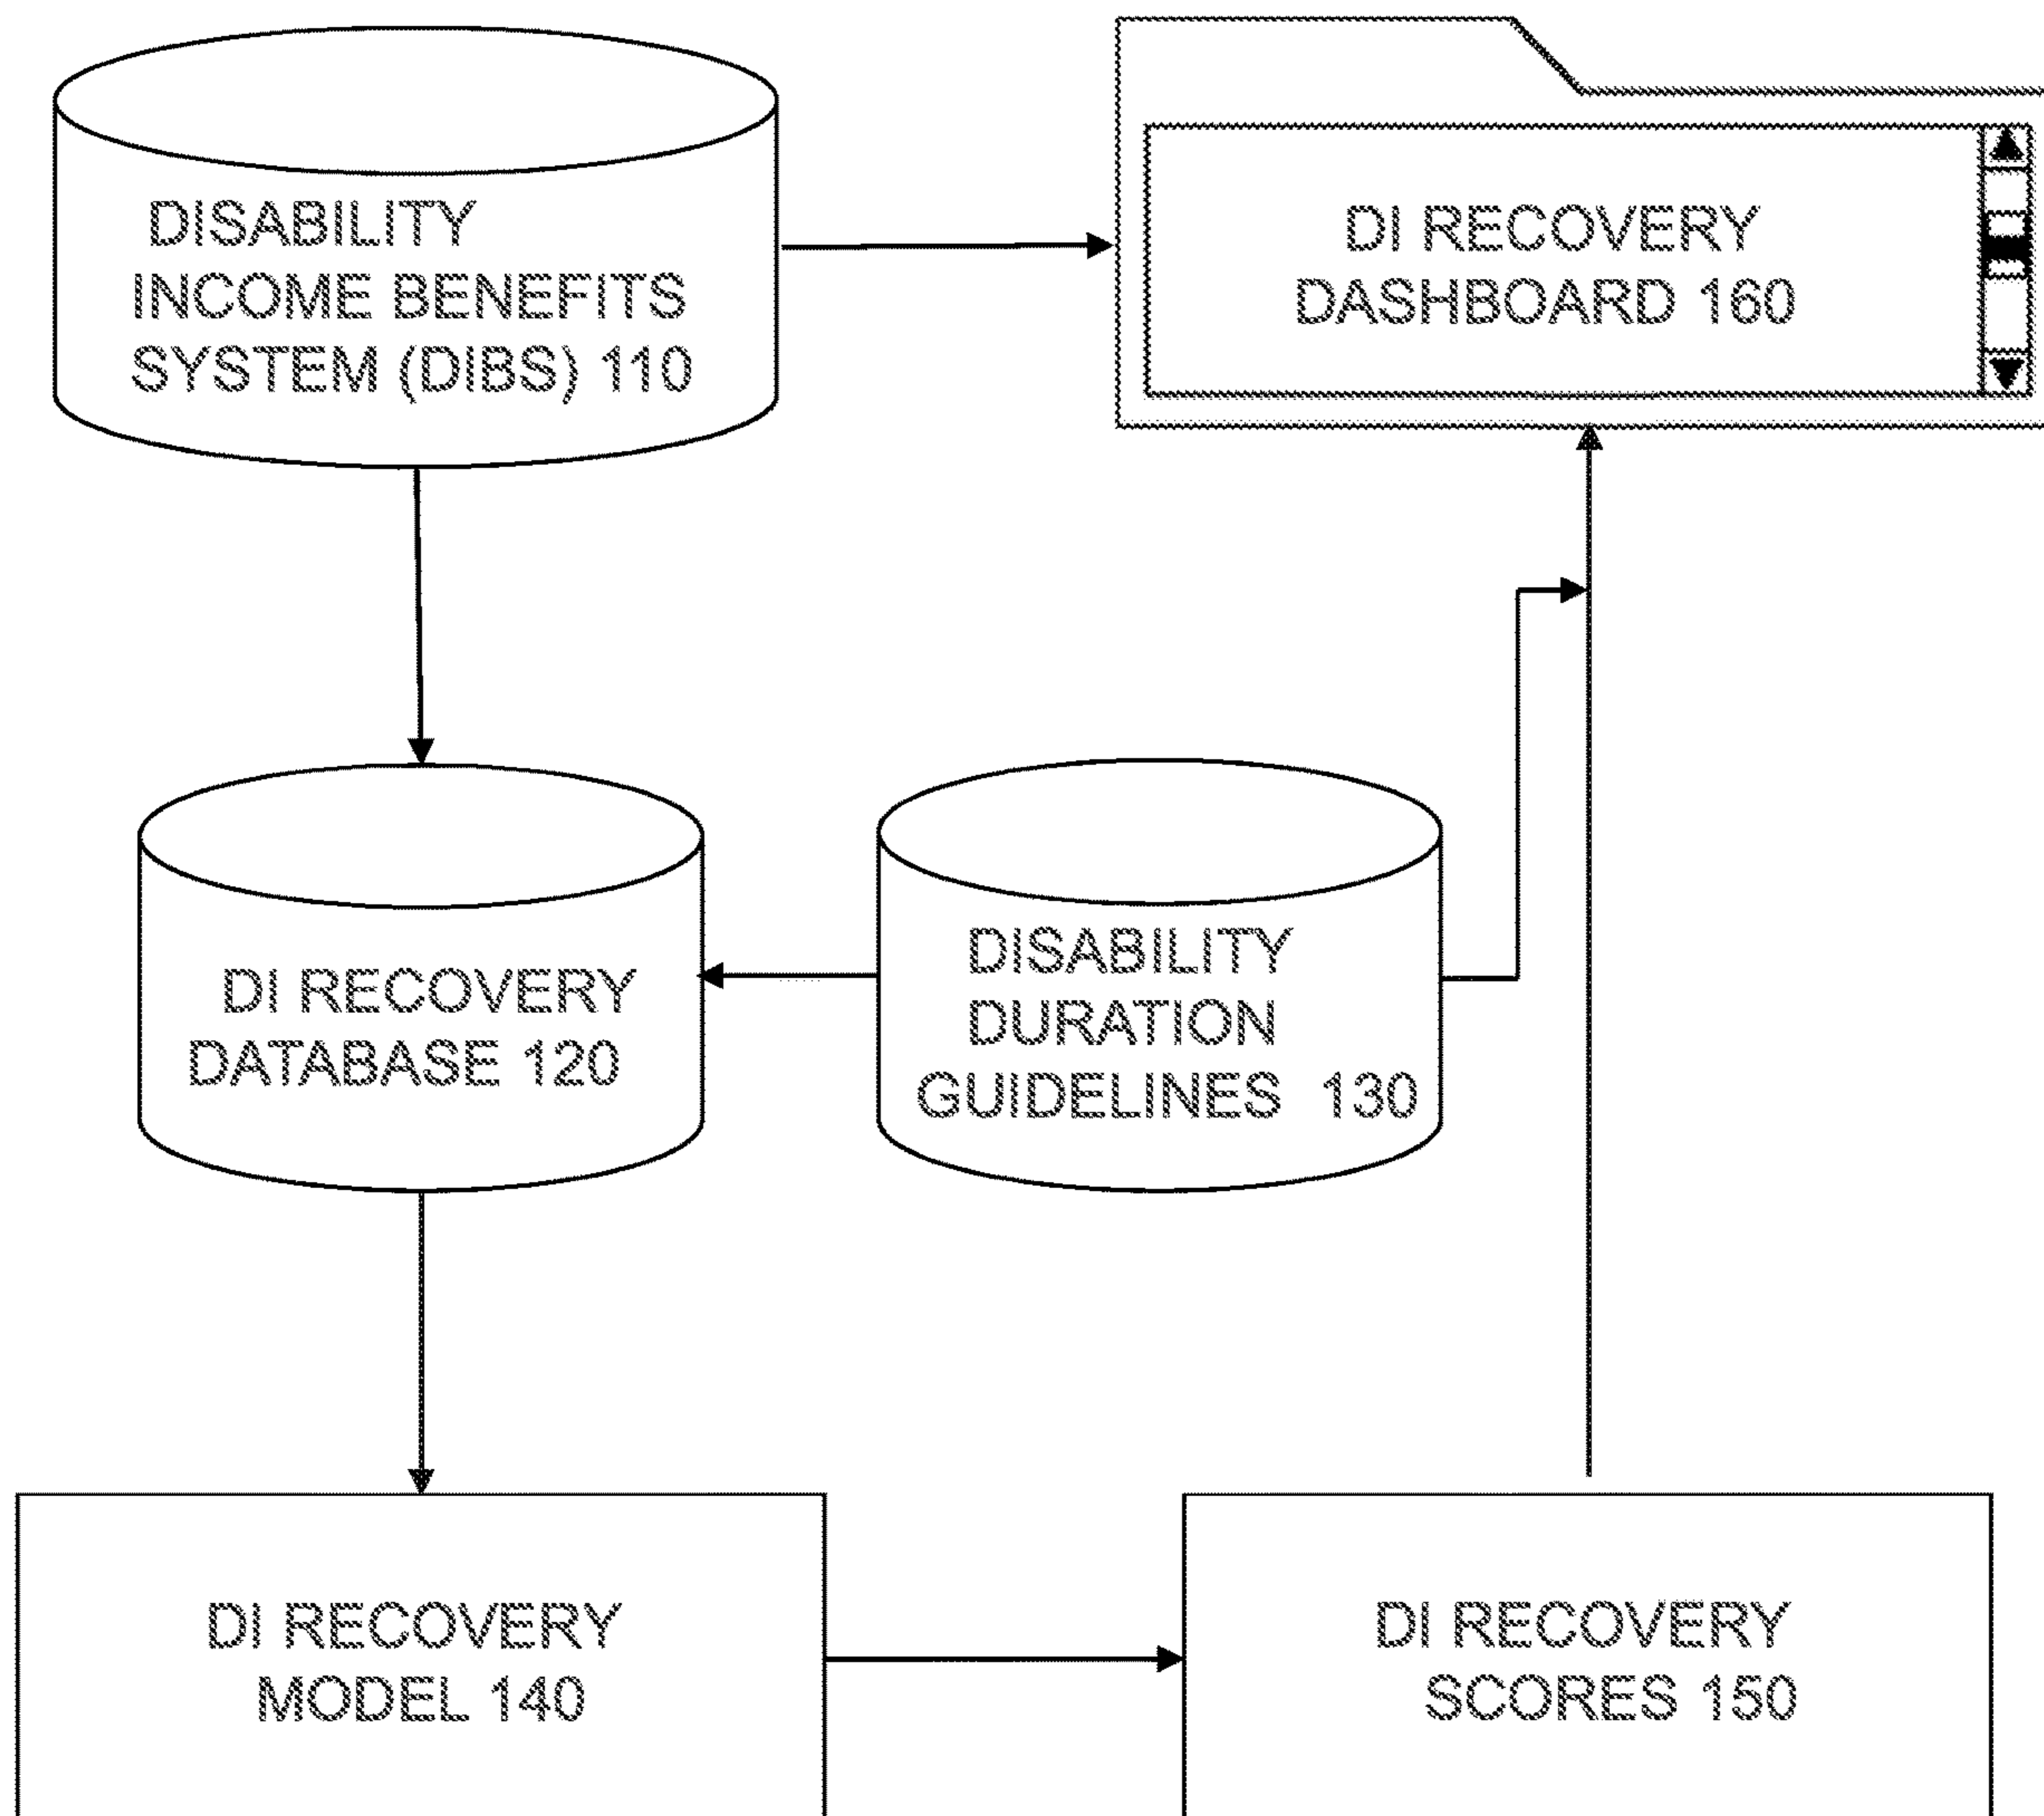 DISABILITY
INCOME BENEFITS
SYSTEM (DIBS) 110
DI RECOVERY
DASHBOARD 160
DI RECOVERY
DATABASE 120
DISABILITY
DURATION
GUIDELINES 130
DI RECOVERY
MODEL 140
DI RECOVERY
SCORES 150